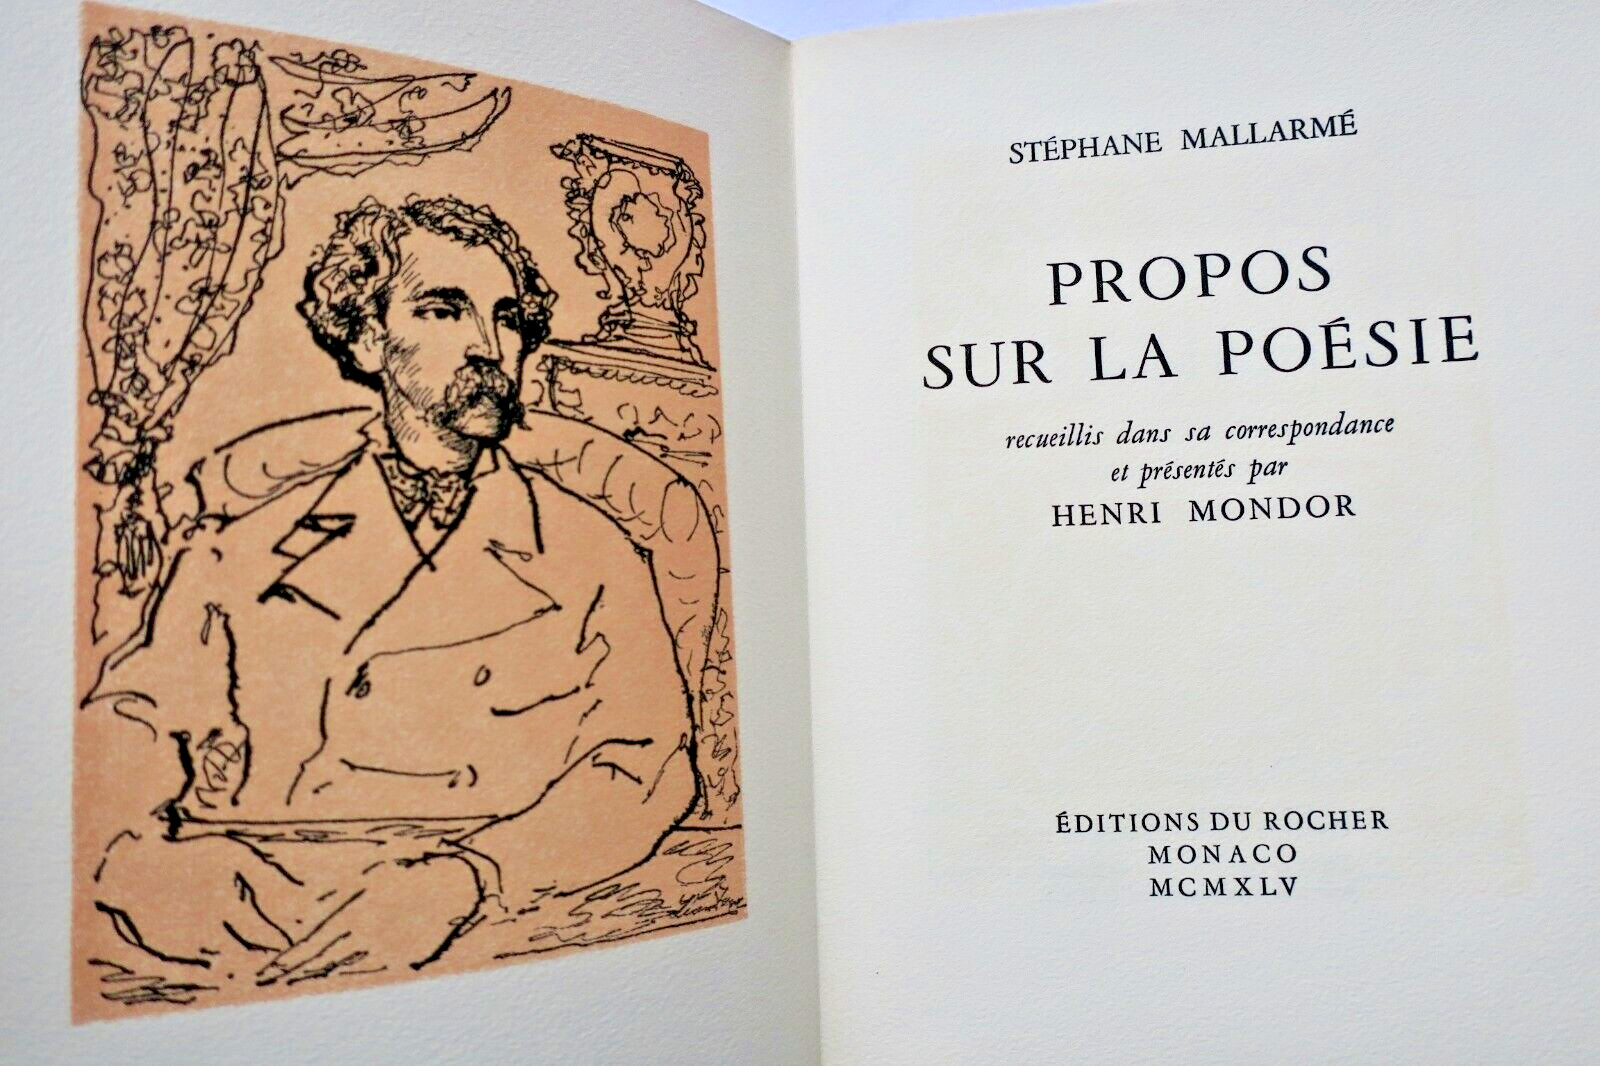 STÉPHANE MALLARMÉ
PROPOS
SUR LA POÉSIE
recueillis dans sa correspondance
et présentés par
HENRI MONDOR
ÉDITIONS DU ROCHER
MONACO
MCMXLV